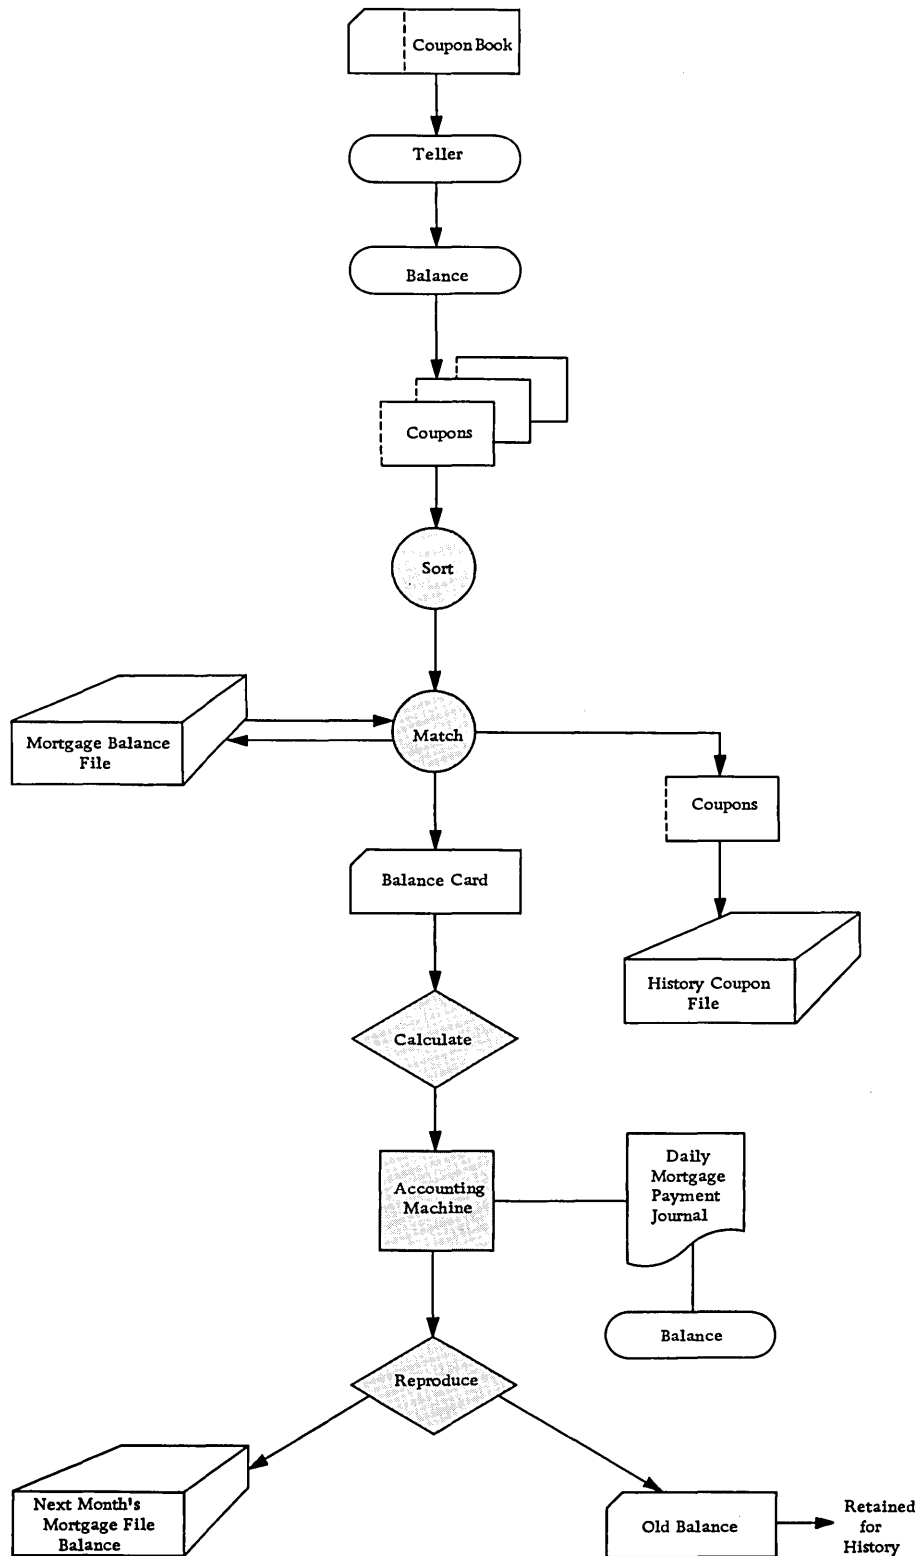 Coupon Book
Teller
Balance
Coupons
Sort
Mortgage Balance
File
Match
Coupons
Balance Card
History Coupon
File
Calculate
Accounting
Machine
Daily
Mortgage
Payment
Journal
Balance
Reproduce
Next Month's
Mortgage File
Balance
Old Balance
Retained
for
History